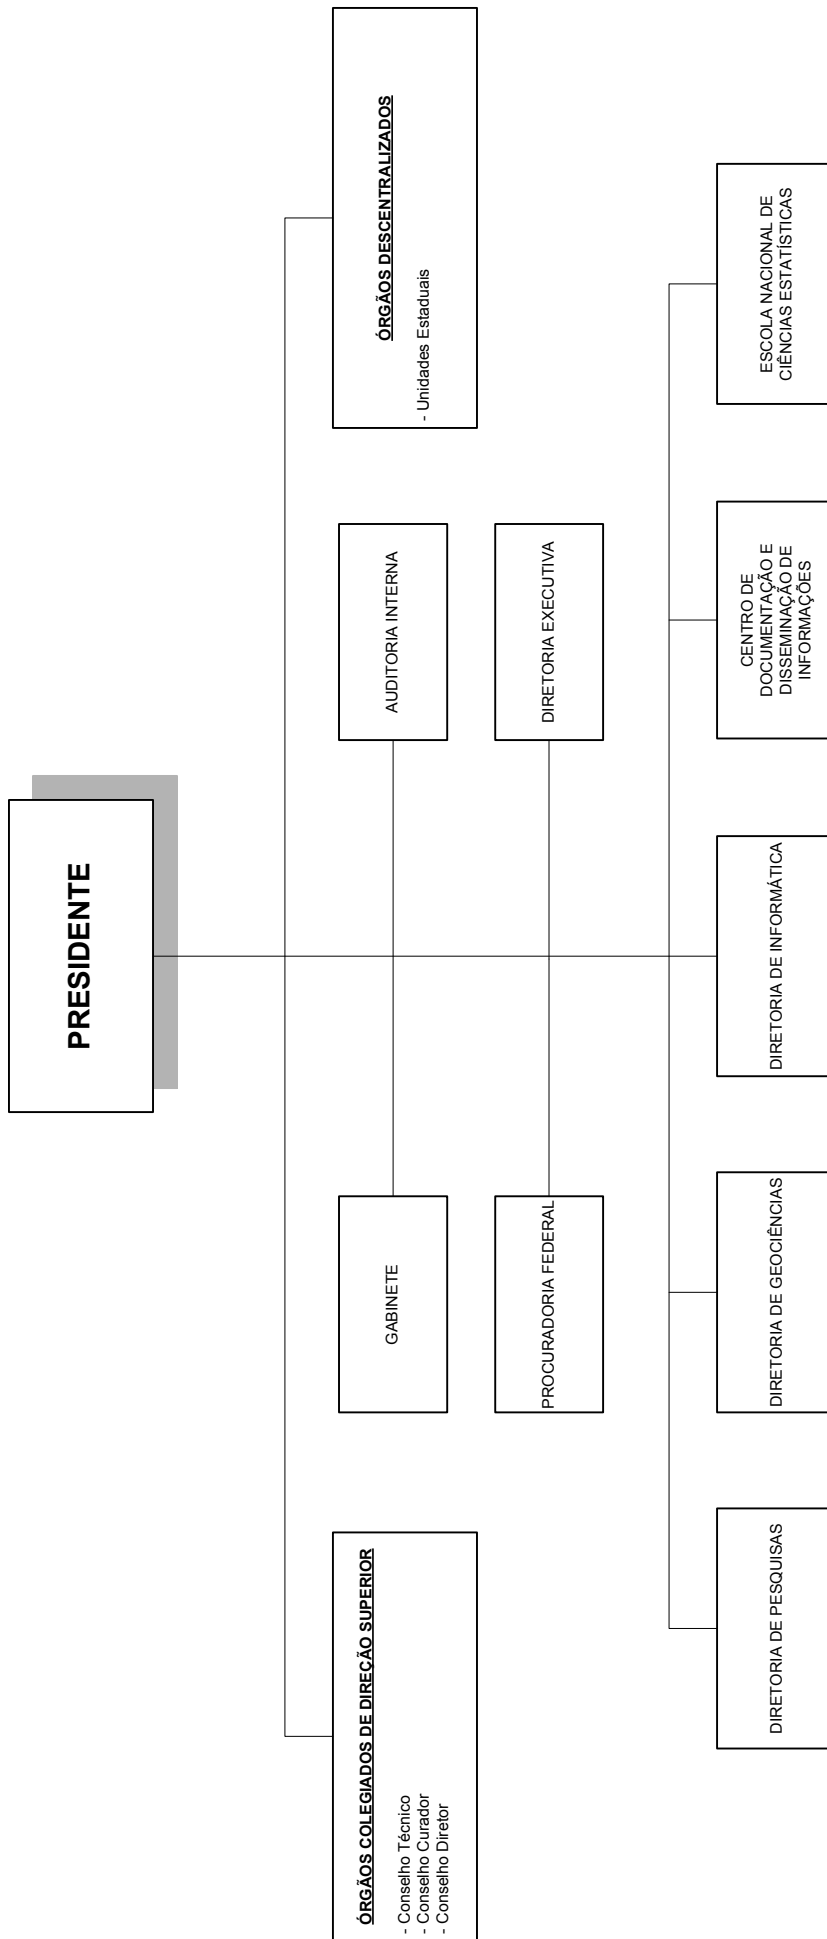 PRESIDENTE
ÓRGÃOS COLEGIADOS DE DIREÇÃO SUPERIOR
- Conselho Técnico
- Conselho Curador
- Conselho Diretor
GABINETE
AUDITORIA INTERNA
ÓRGÃOS DESCENTRALIZADOS
- Unidades Estaduais
PROCURADORIA FEDERAL
DIRETORIA EXECUTIVA
DIRETORIA DE PESQUISAS
DIRETORIA DE GEOCIÊNCIAS
DIRETORIA DE INFORMÁTICA
CENTRO DE
DOCUMENTAÇÃO E
DISSEMINAÇÃO DE
INFORMAÇÕES
ESCOLA NACIONAL DE
CIÊNCIAS ESTATÍSTICAS